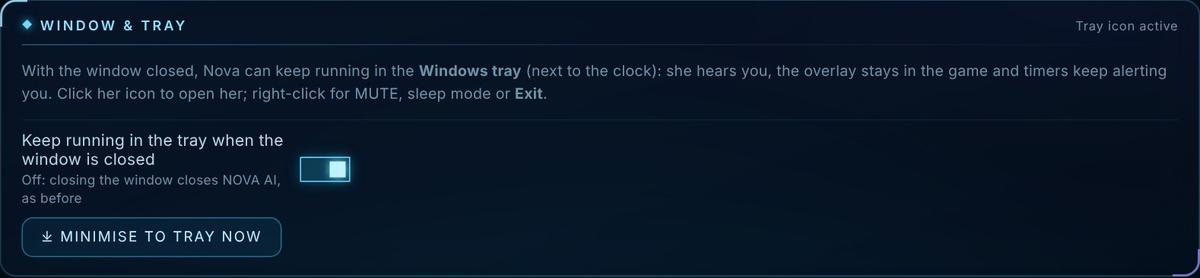 WINDOW & TRAY
Tray icon active
With the window closed, Nova can keep running in the Windows tray (next to the clock): she hears you, the overlay stays in the game and timers keep alerting
you. Click her icon to open her; right-click for MUTE, sleep mode or Exit.
Keep running in the tray when the
window is closed
Off: closing the window closes NOVA AI,
as before
MINIMISE TO TRAY NOW